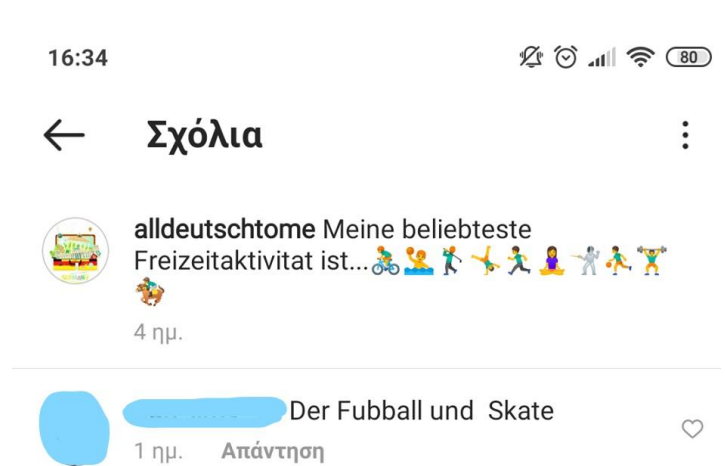 16:34
80
Σχόλια
alldeutschtome Meine beliebteste
Freizeitaktivitat ist...🚴🤽🏌️🤸🏃🧘‍♀️🤺⛹️🏋️
🏇
4 ημ.
Der Fubball und Skate
1 ημ. Απάντηση